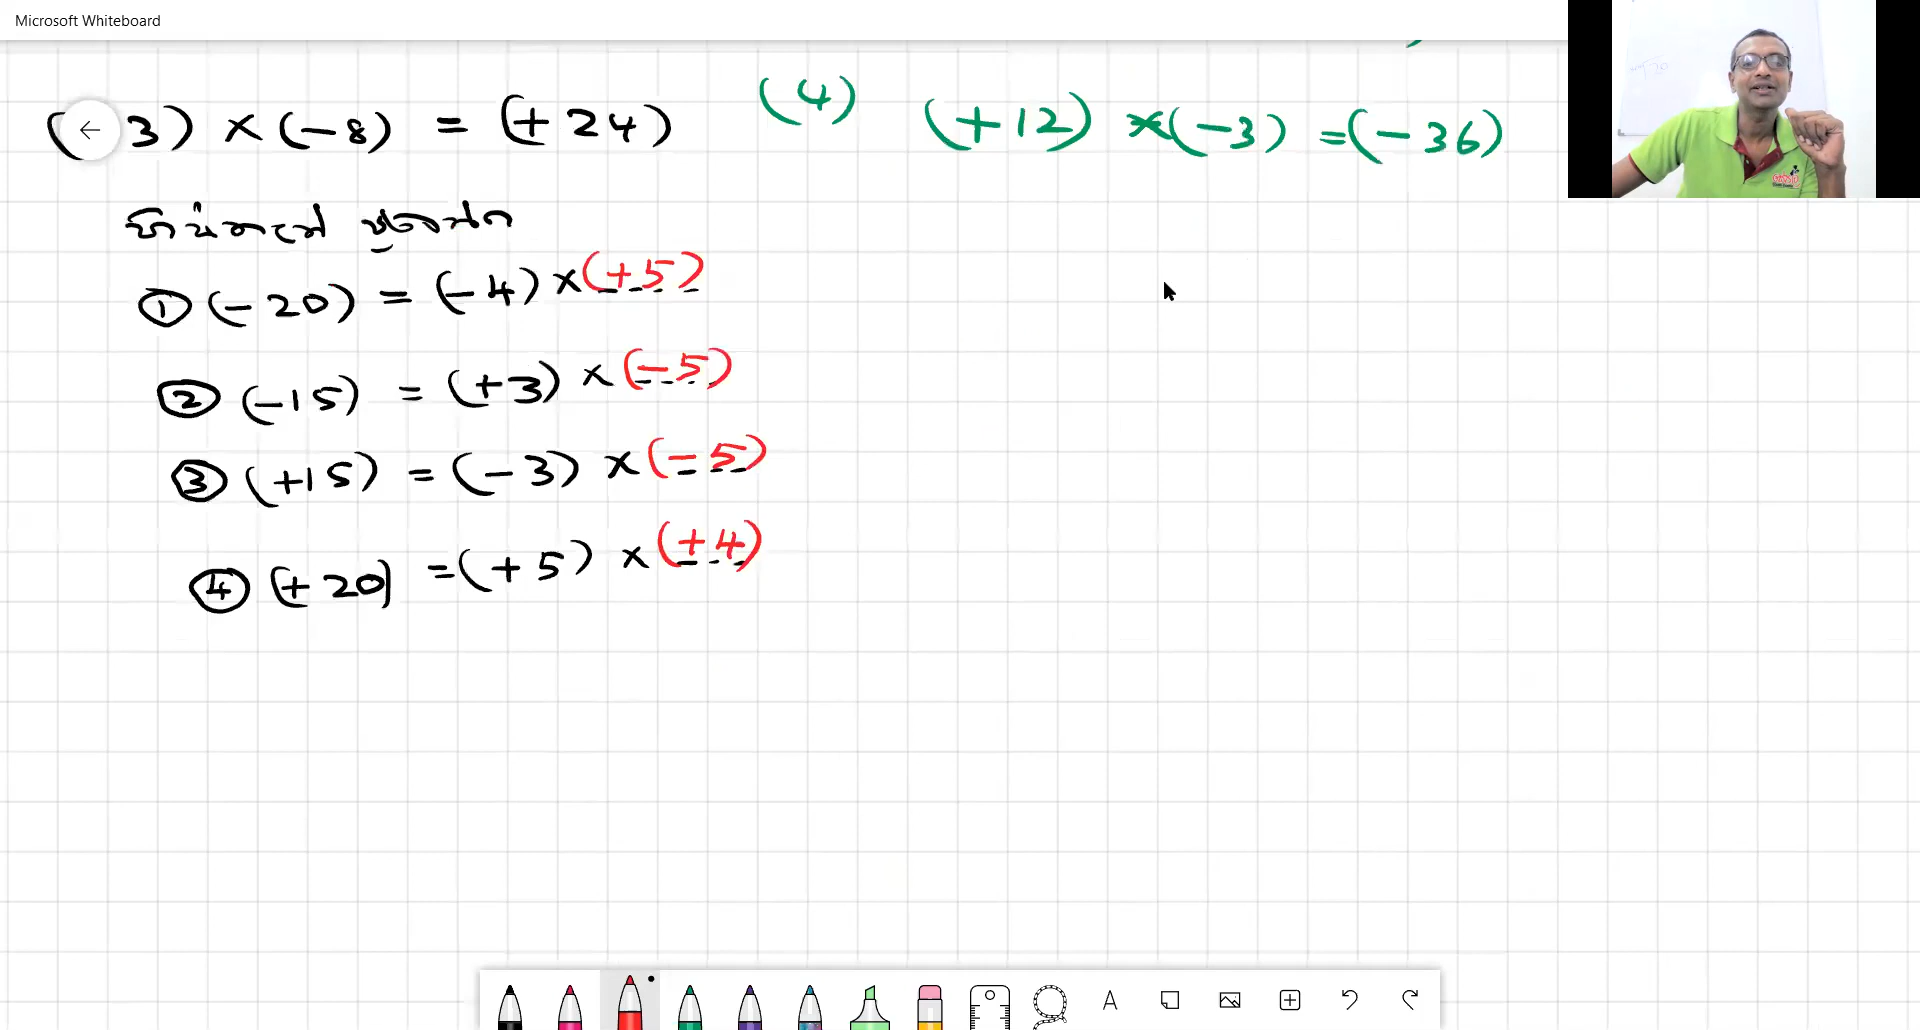 Microsoft Whiteboard
( 3) × (-8) = (+24)
(4) (+12) ×(-3) =(-36)
හිස්තැන් පුරවන්න
① (-20) = (-4) ×(+5)
② (-15) = (+3) × (-5)
③ (+15) = (-3) × (-5)
④ (+20) =(+5) × (+4)